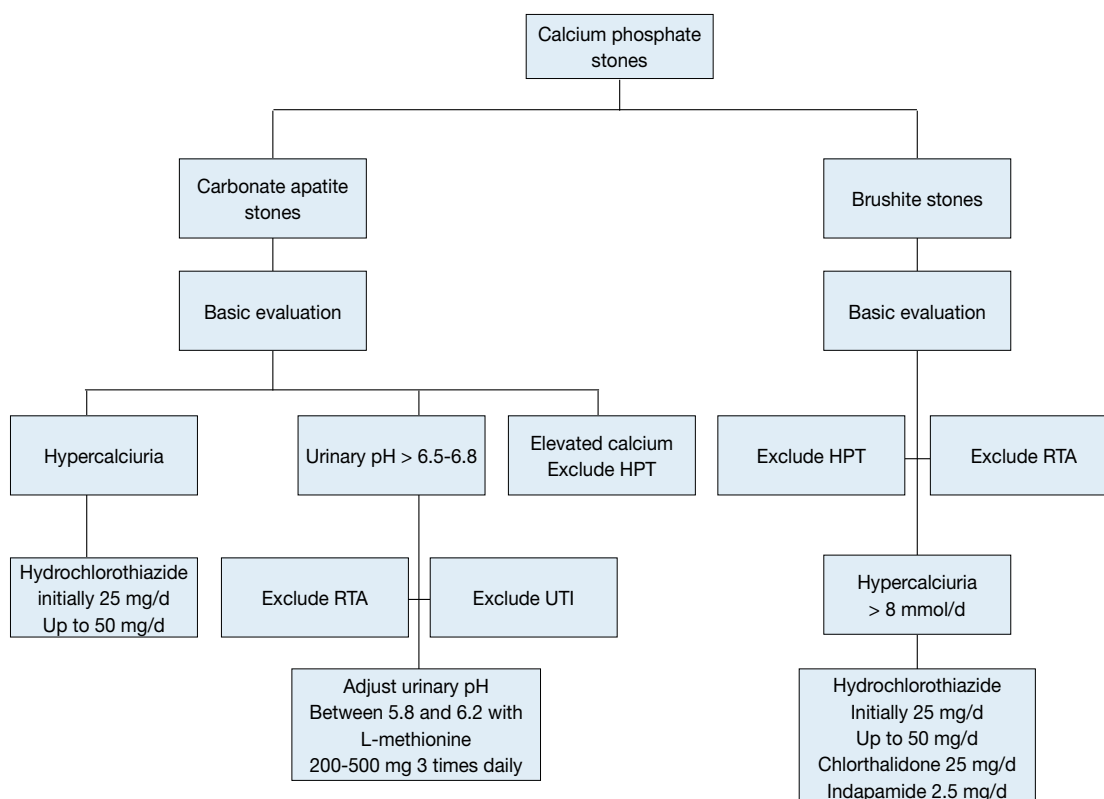 Calcium phosphate
stones
Carbonate apatite
stones
Brushite stones
Basic evaluation
Basic evaluation
Hypercalciuria
Urinary pH > 6.5-6.8
Elevated calcium
Exclude HPT
Exclude HPT
Exclude RTA
Hydrochlorothiazide
initially 25 mg/d
Up to 50 mg/d
Exclude RTA
Exclude UTI
Hypercalciuria
> 8 mmol/d
Adjust urinary pH
Between 5.8 and 6.2 with
L-methionine
200-500 mg 3 times daily
Hydrochlorothiazide
Initially 25 mg/d
Up to 50 mg/d
Chlorthalidone 25 mg/d
Indapamide 2.5 mg/d